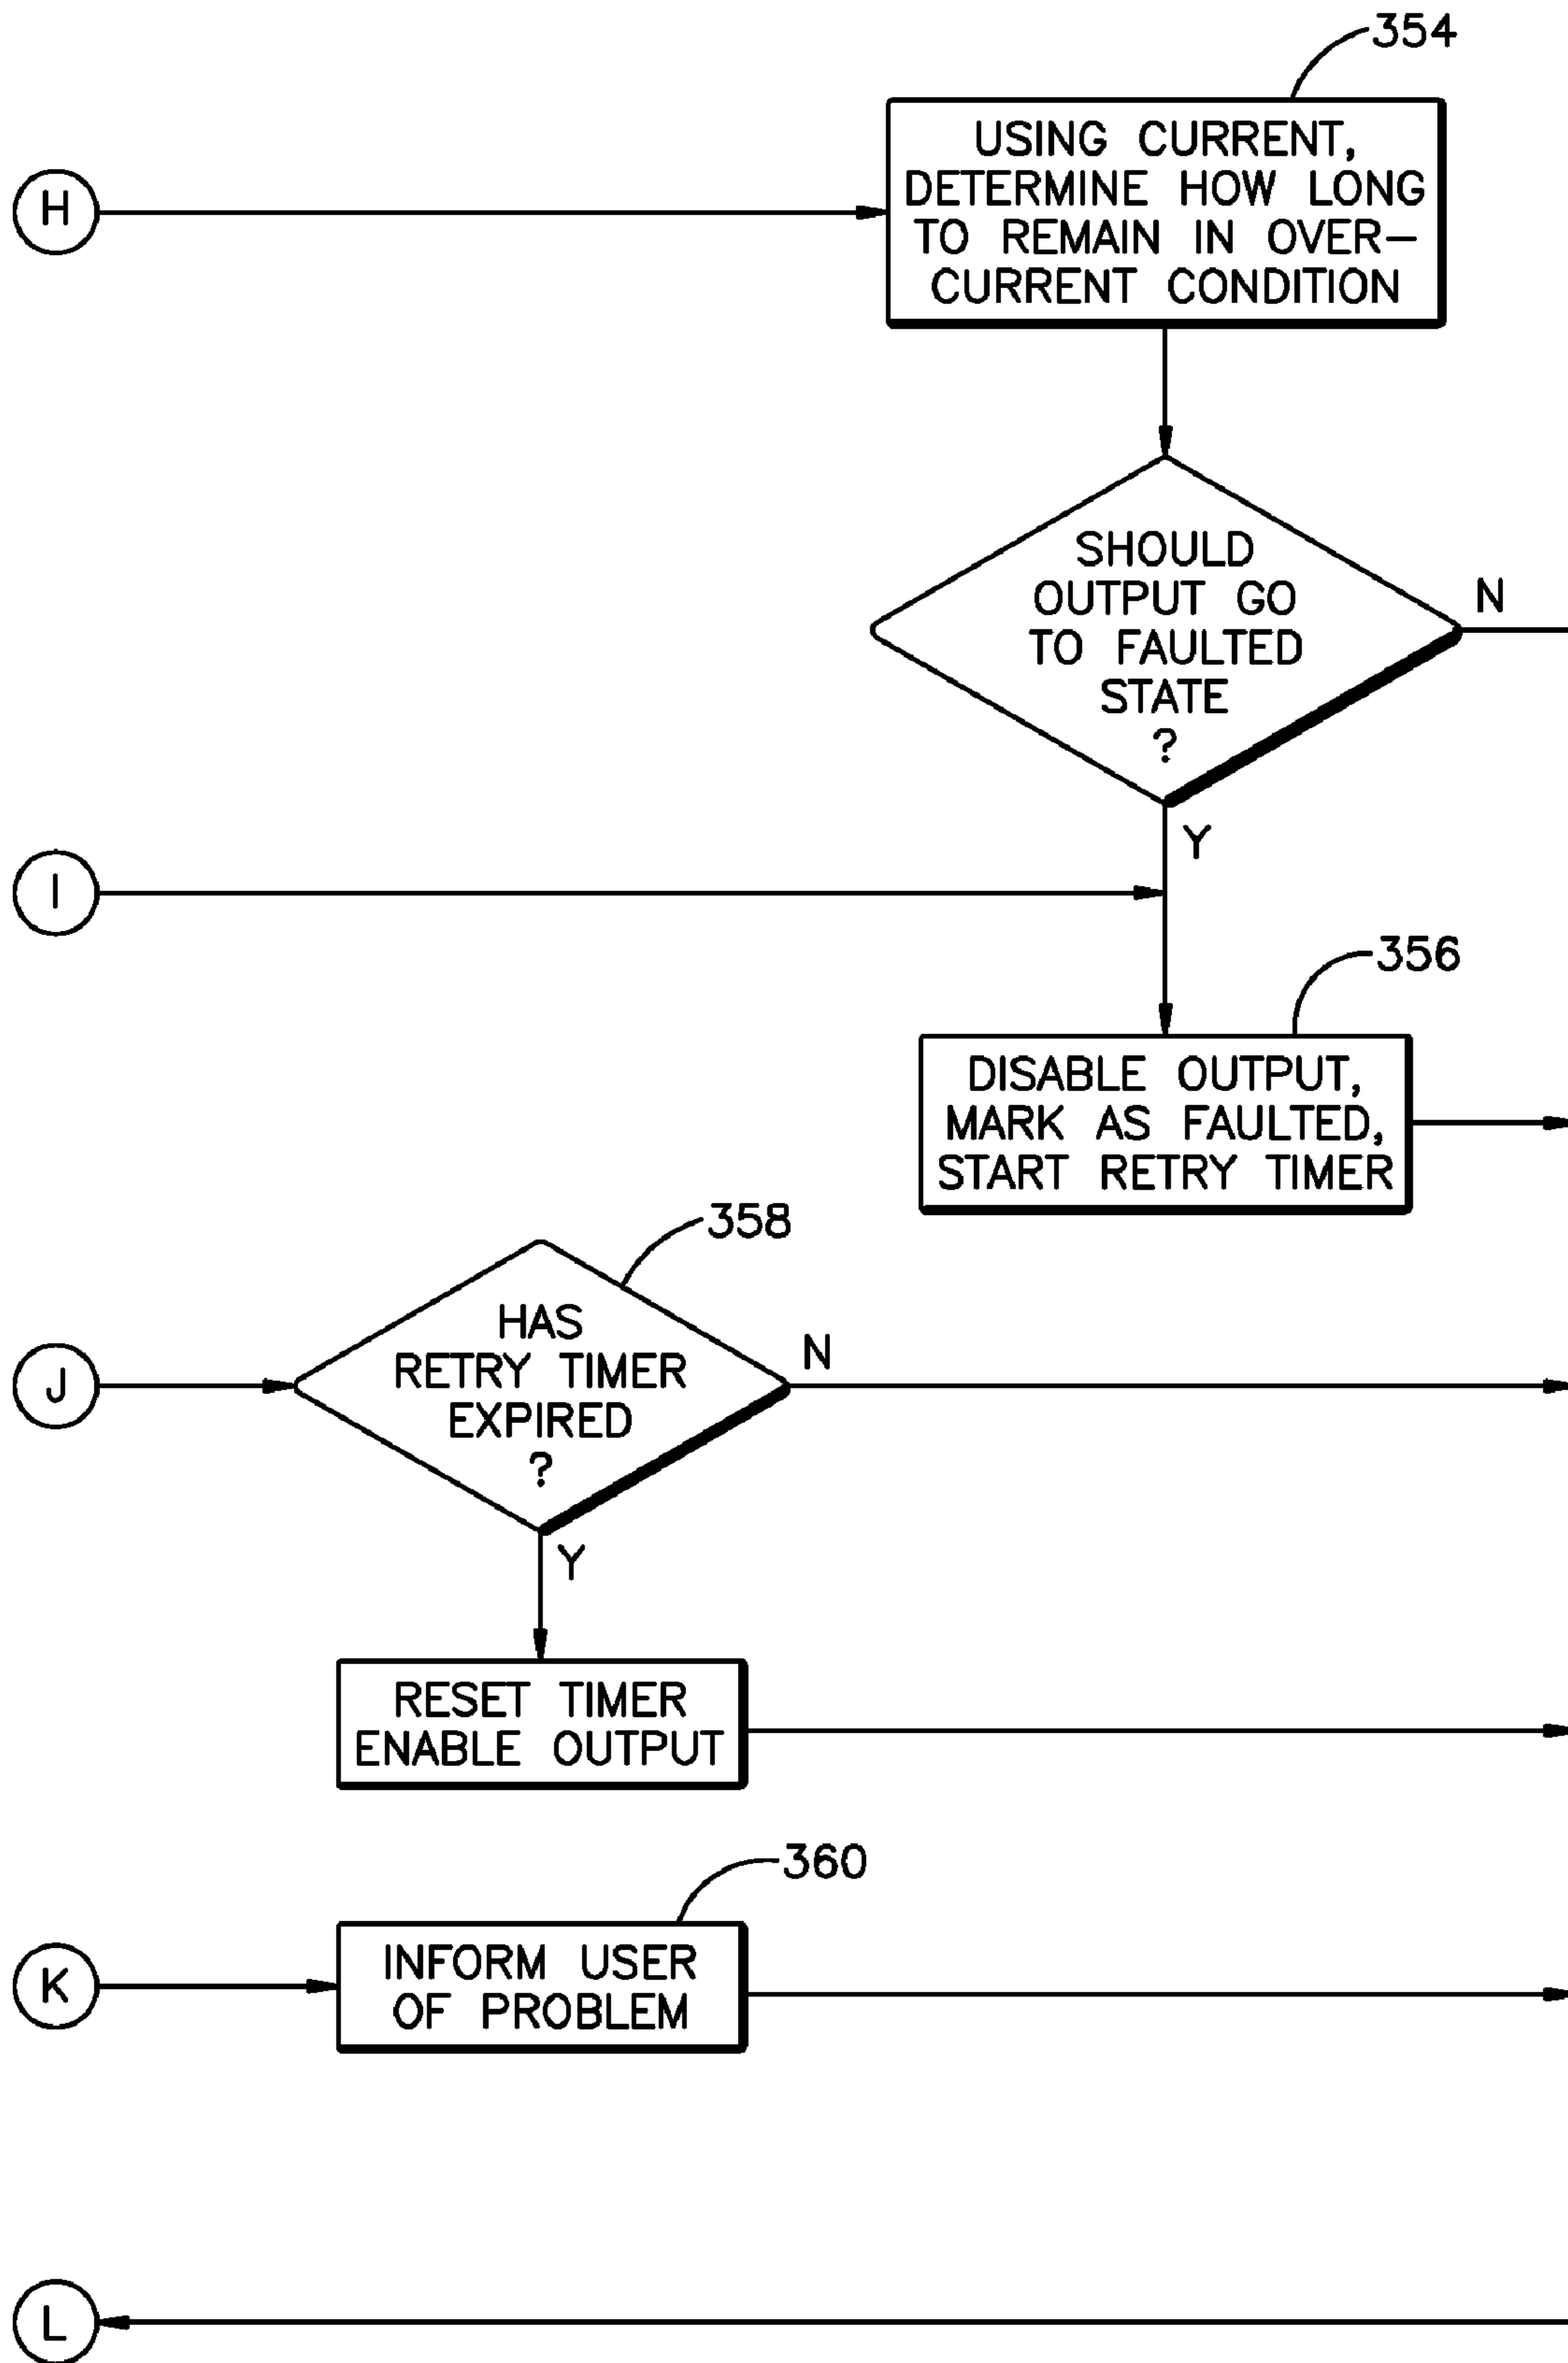 354
USING CURRENT,
DETERMINE HOW LONG
TO REMAIN IN OVER-
CURRENT CONDITION
H
SHOULD
OUTPUT GO
TO FAULTED
STATE
?
N
Y
I
356
DISABLE OUTPUT,
MARK AS FAULTED,
START RETRY TIMER
358
HAS
RETRY TIMER
EXPIRED
?
N
J
Y
RESET TIMER
ENABLE OUTPUT
360
INFORM USER
OF PROBLEM
K
L